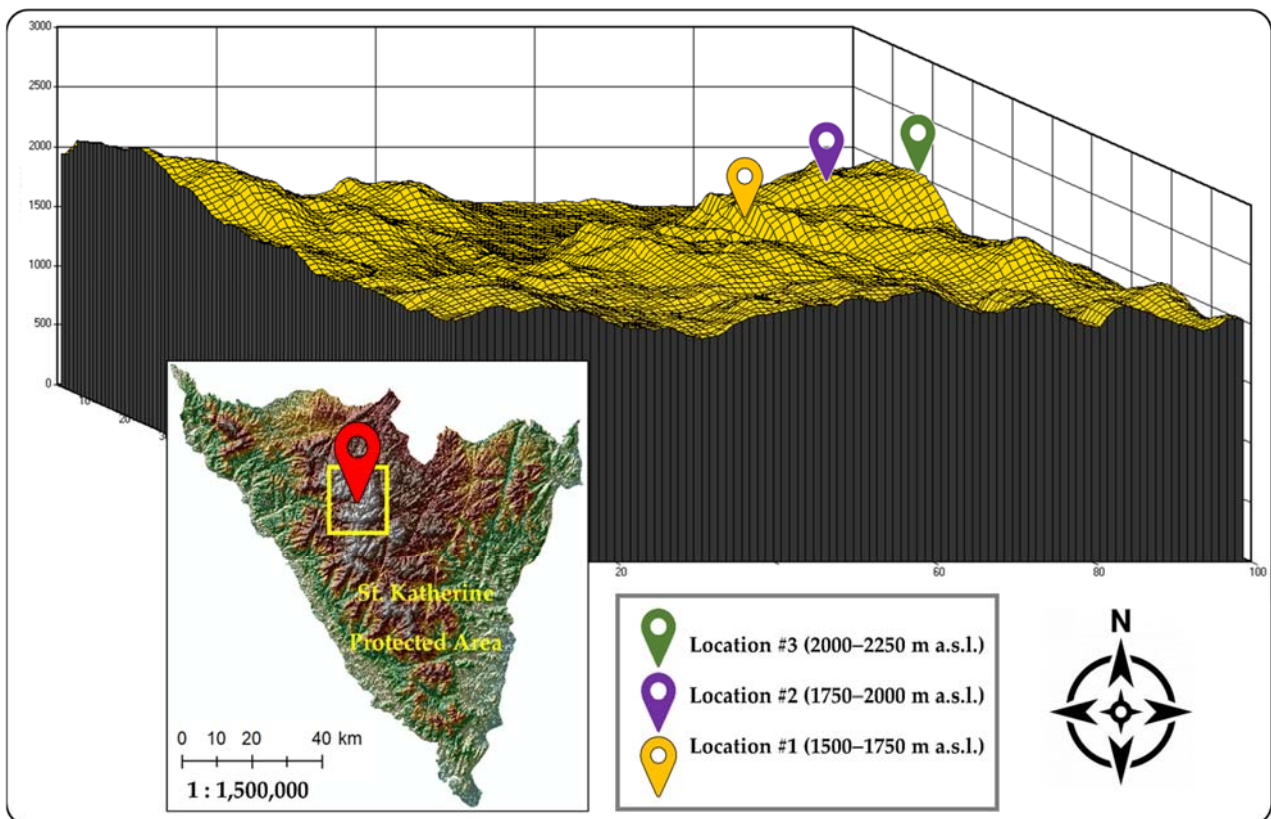 3000
2500
2000
1500
1000
500
0
10
20
20
60
80
100
St. Katherine
Protected Area
0 10 20 40 km
1 : 1,500,000
Location #3 (2000–2250 m a.s.l.)
Location #2 (1750–2000 m a.s.l.)
Location #1 (1500–1750 m a.s.l.)
N